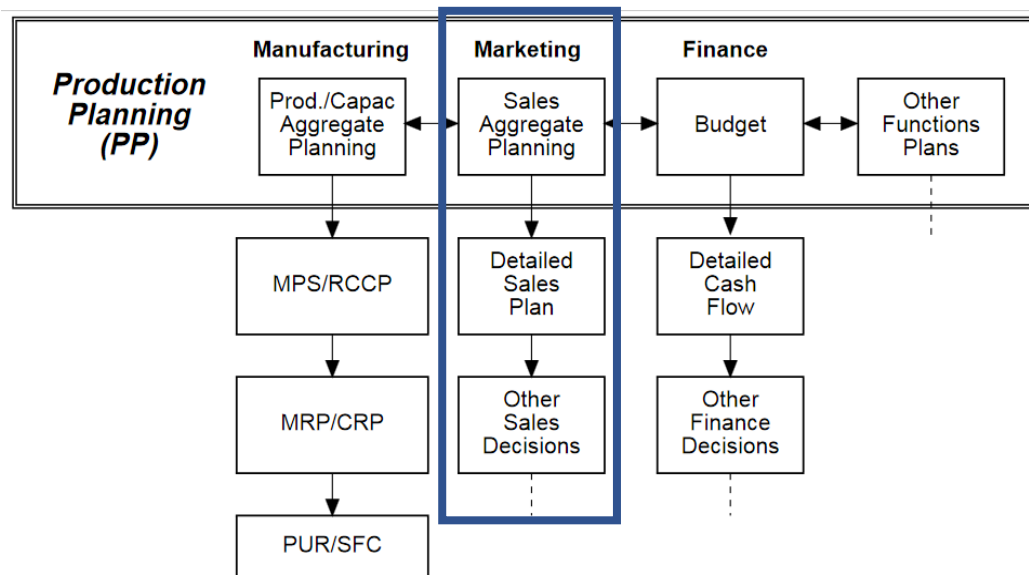 Manufacturing
Marketing
Finance
Production
Planning
(PP)
Prod./Capac
Aggregate
Planning
Sales
Aggregate
Planning
Budget
Other
Functions
Plans
MPS/RCCP
Detailed
Sales
Plan
Detailed
Cash
Flow
MRP/CRP
Other
Sales
Decisions
Other
Finance
Decisions
PUR/SFC